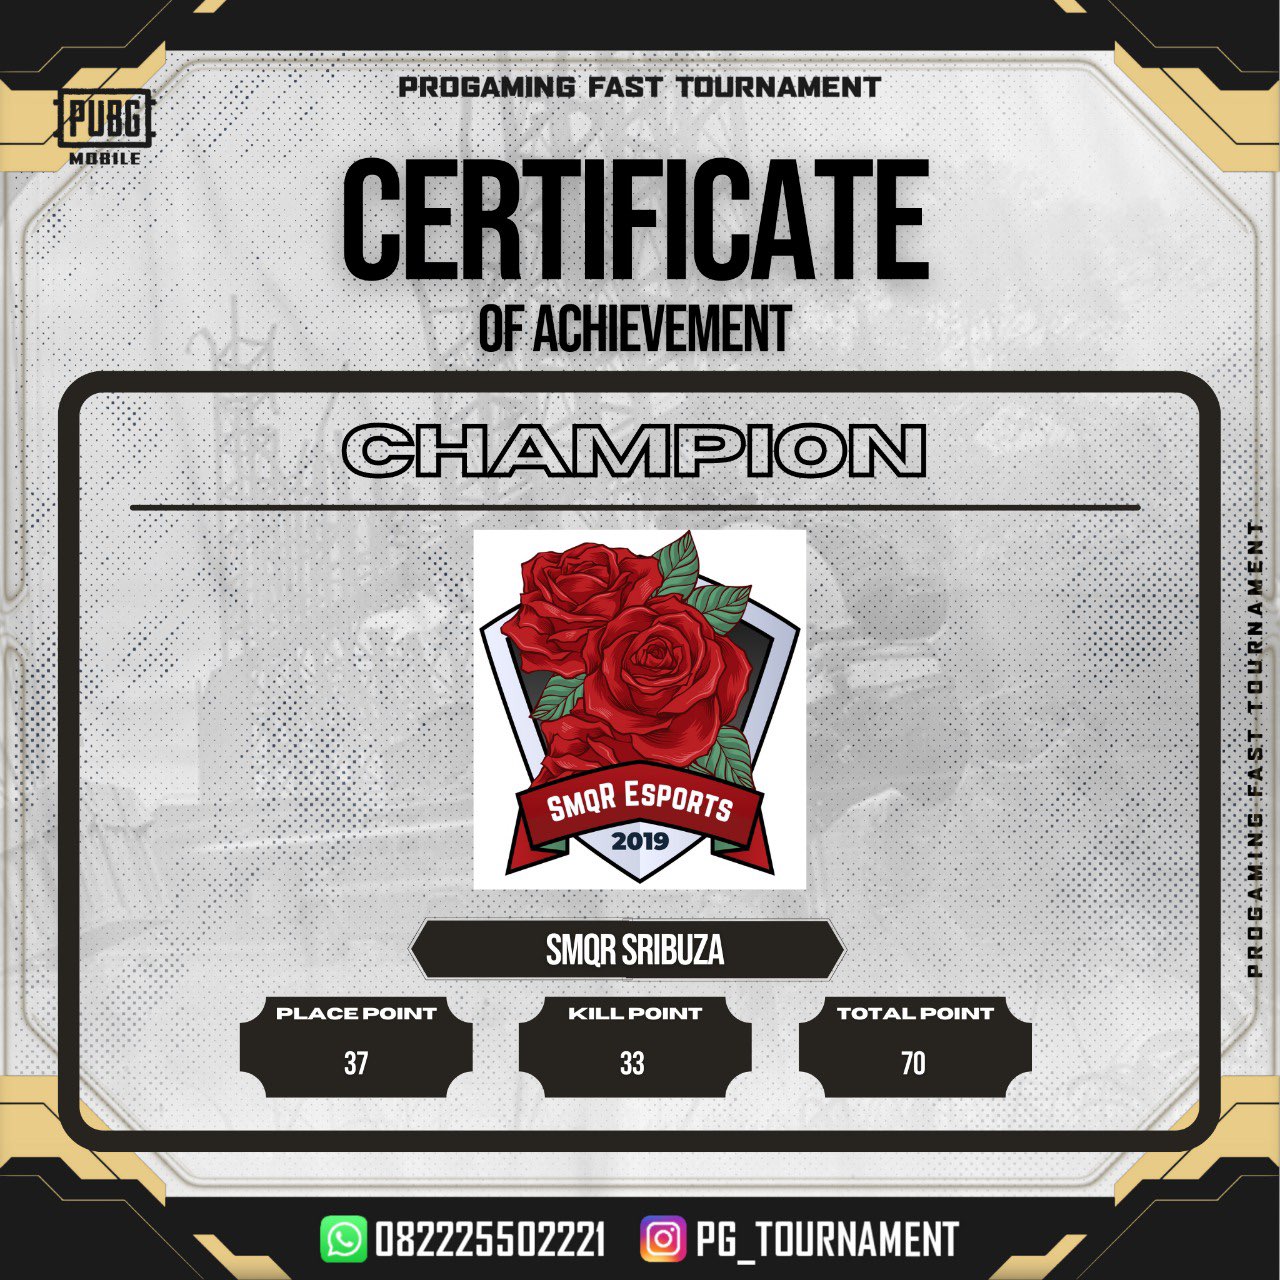 PROGAMING FAST TOURNAMENT
PUBG
MOBILE
CERTIFICATE
OF ACHIEVEMENT
CHAMPION
SMQR ESPORTS
2019
SMQR SRIBUZA
PLACE POINT
37
KILL POINT
33
TOTAL POINT
70
PROGAMING FAST TOURNAMENT
082225502221
PG_TOURNAMENT